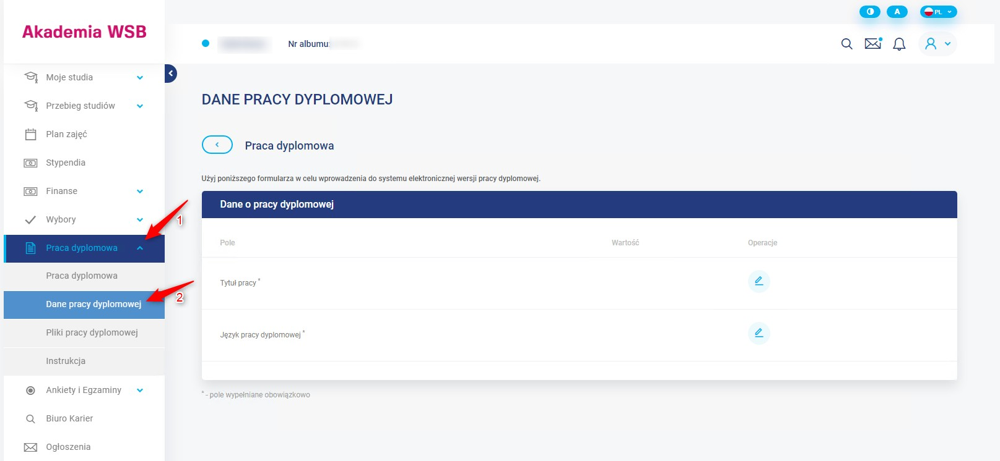 A
PL
Akademia WSB
Nr albumu:
Moje studia
Przebieg studiów
Plan zajęć
Stypendia
Finanse
Wybory
1
Praca dyplomowa
Praca dyplomowa
Dane pracy dyplomowej
2
Pliki pracy dyplomowej
Instrukcja
Ankiety i Egzaminy
Biuro Karier
Ogłoszenia
DANE PRACY DYPLOMOWEJ
Praca dyplomowa
Użyj poniższego formularza w celu wprowadzenia do systemu elektronicznej wersji pracy dyplomowej.
Dane o pracy dyplomowej
Pole Wartość Operacje
Tytuł pracy *
Język pracy dyplomowej *
* - pole wypełniane obowiązkowo